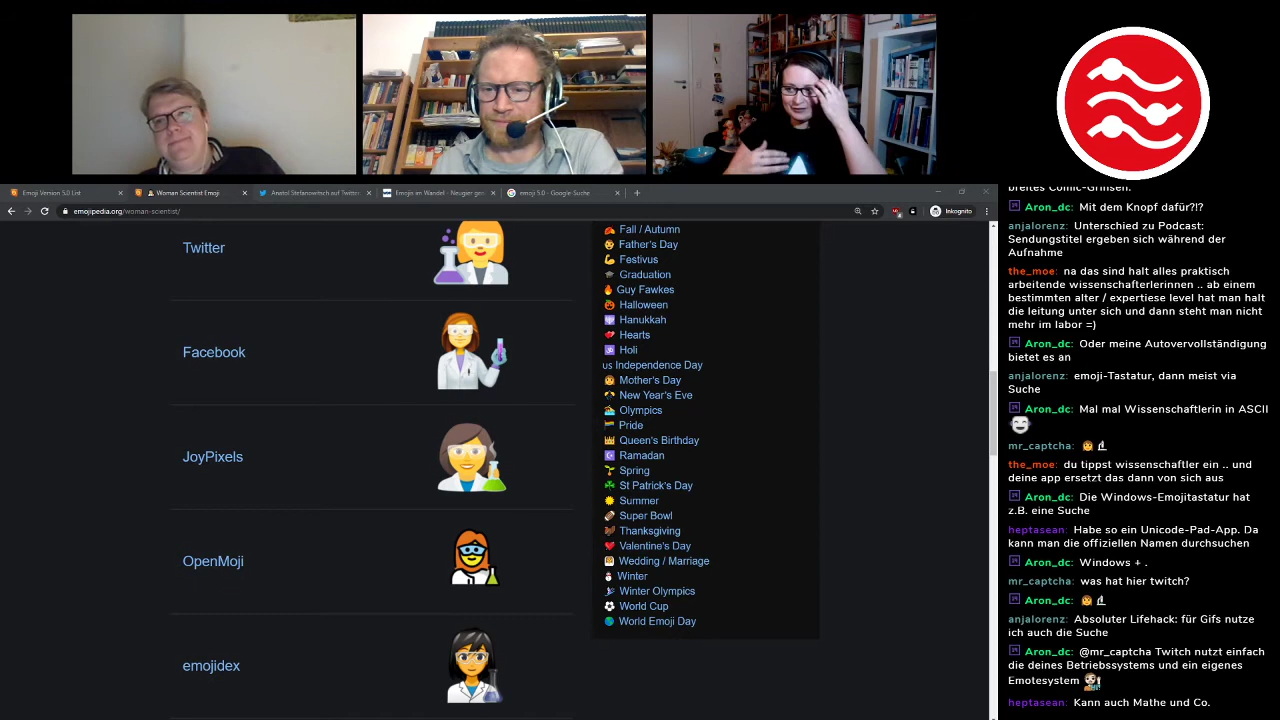 Emoji Version 5.0 List
Woman Scientist Emoji
Anatol Stefanowitsch auf Twitter:
Emojis im Wandel - Neugier gen
emoji 5.0 - Google-Suche
emojipedia.org/woman-scientist/
Inkognito
Twitter
Facebook
JoyPixels
OpenMoji
emojidex
Fall / Autumn
Father's Day
Festivus
Graduation
Guy Fawkes
Halloween
Hanukkah
Hearts
Holi
us Independence Day
Mother's Day
New Year's Eve
Olympics
Pride
Queen's Birthday
Ramadan
Spring
St Patrick's Day
Summer
Super Bowl
Thanksgiving
Valentine's Day
Wedding / Marriage
Winter
Winter Olympics
World Cup
World Emoji Day
breites Comic-Grinsen.
Aron_dc: Mit dem Knopf dafür?!?
anjalorenz: Unterschied zu Podcast:
Sendungstitel ergeben sich während der
Aufnahme
the_moe: na das sind halt alles praktisch
arbeitende wissenschafterlerinnen .. ab einem
bestimmten alter / expertiese level hat man halt
die leitung unter sich und dann steht man nicht
mehr im labor =)
Aron_dc: Oder meine Autovervollständigung
bietet es an
anjalorenz: emoji-Tastatur, dann meist via
Suche
Aron_dc: Mal mal Wissenschaftlerin in ASCII
mr_captcha: 👩‍🔬
the_moe: du tippst wissenschaftler ein .. und
deine app ersetzt das dann von sich aus
Aron_dc: Die Windows-Emojitastatur hat
z.B. eine Suche
heptasean: Habe so ein Unicode-Pad-App. Da
kann man die offiziellen Namen durchsuchen
Aron_dc: Windows + .
mr_captcha: was hat hier twitch?
Aron_dc: 👩‍🔬
anjalorenz: Absoluter Lifehack: für Gifs nutze
ich auch die Suche
Aron_dc: @mr_captcha Twitch nutzt einfach
die deines Betriebssystems und ein eigenes
Emotesystem
heptasean: Kann auch Mathe und Co.